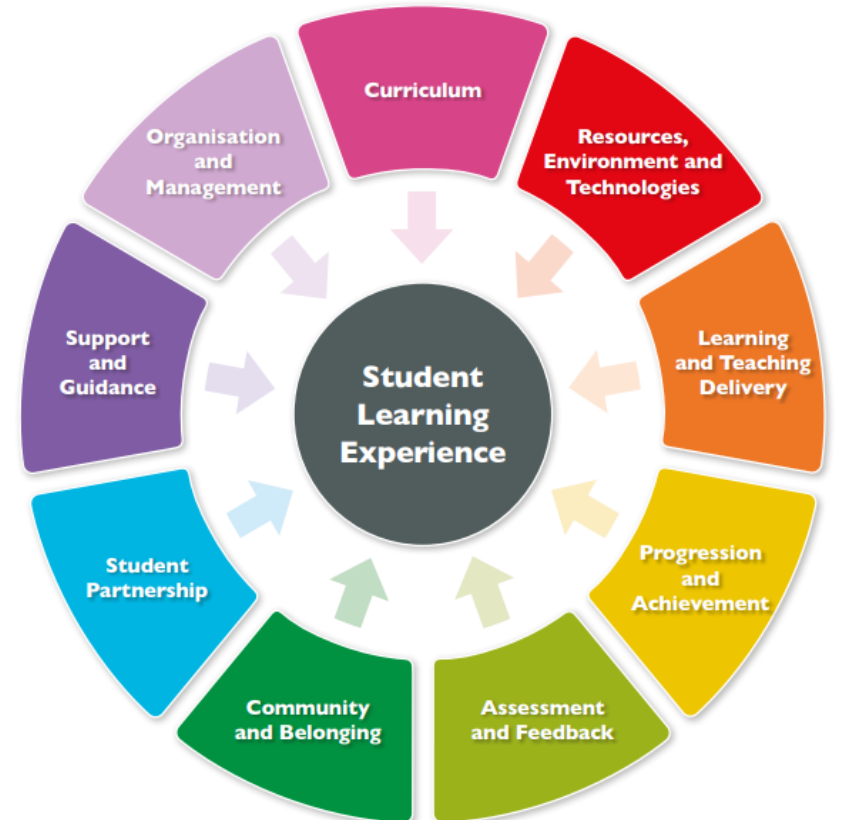 Curriculum
Resources,
Environment and
Technologies
Learning
and Teaching
Delivery
Progression
and
Achievement
Assessment
and Feedback
Community
and Belonging
Student
Partnership
Support
and
Guidance
Organisation
and
Management
Student
Learning
Experience